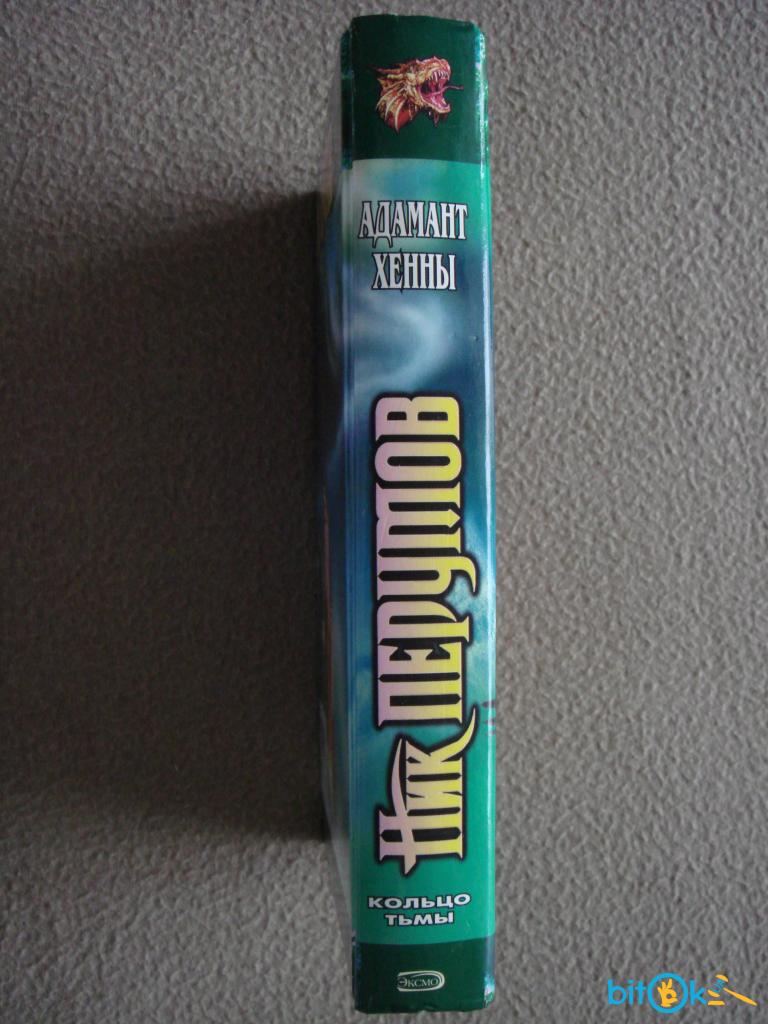 АДАМАНТ
ХЕННЫ
НИК ПЕРУМОВ
КОЛЬЦО
ТЬМЫ
ЭКСМО
bitOk